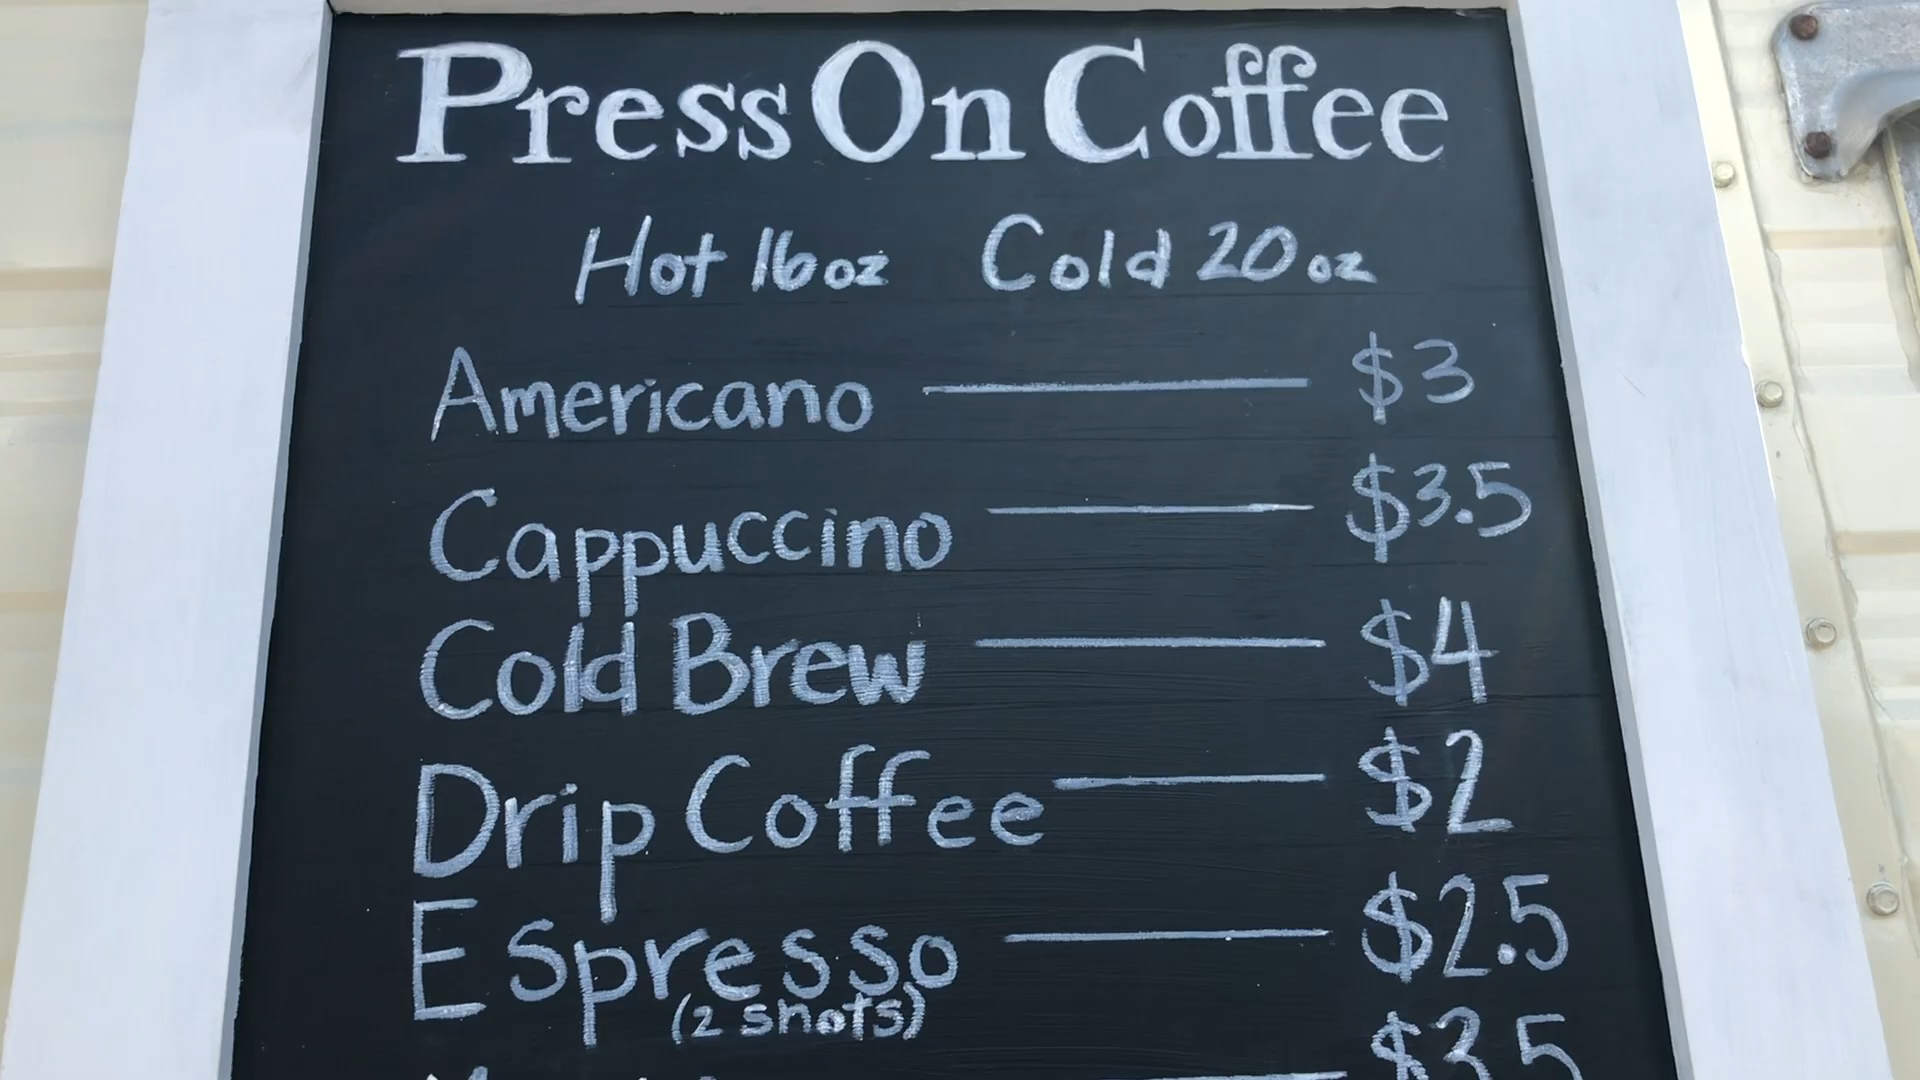 Press On Coffee
Hot 16oz Cold 20oz
Americano $3
Cappuccino $3.5
Cold Brew $4
Drip Coffee $2
Espresso $2.5
(2 shots)
$3.5